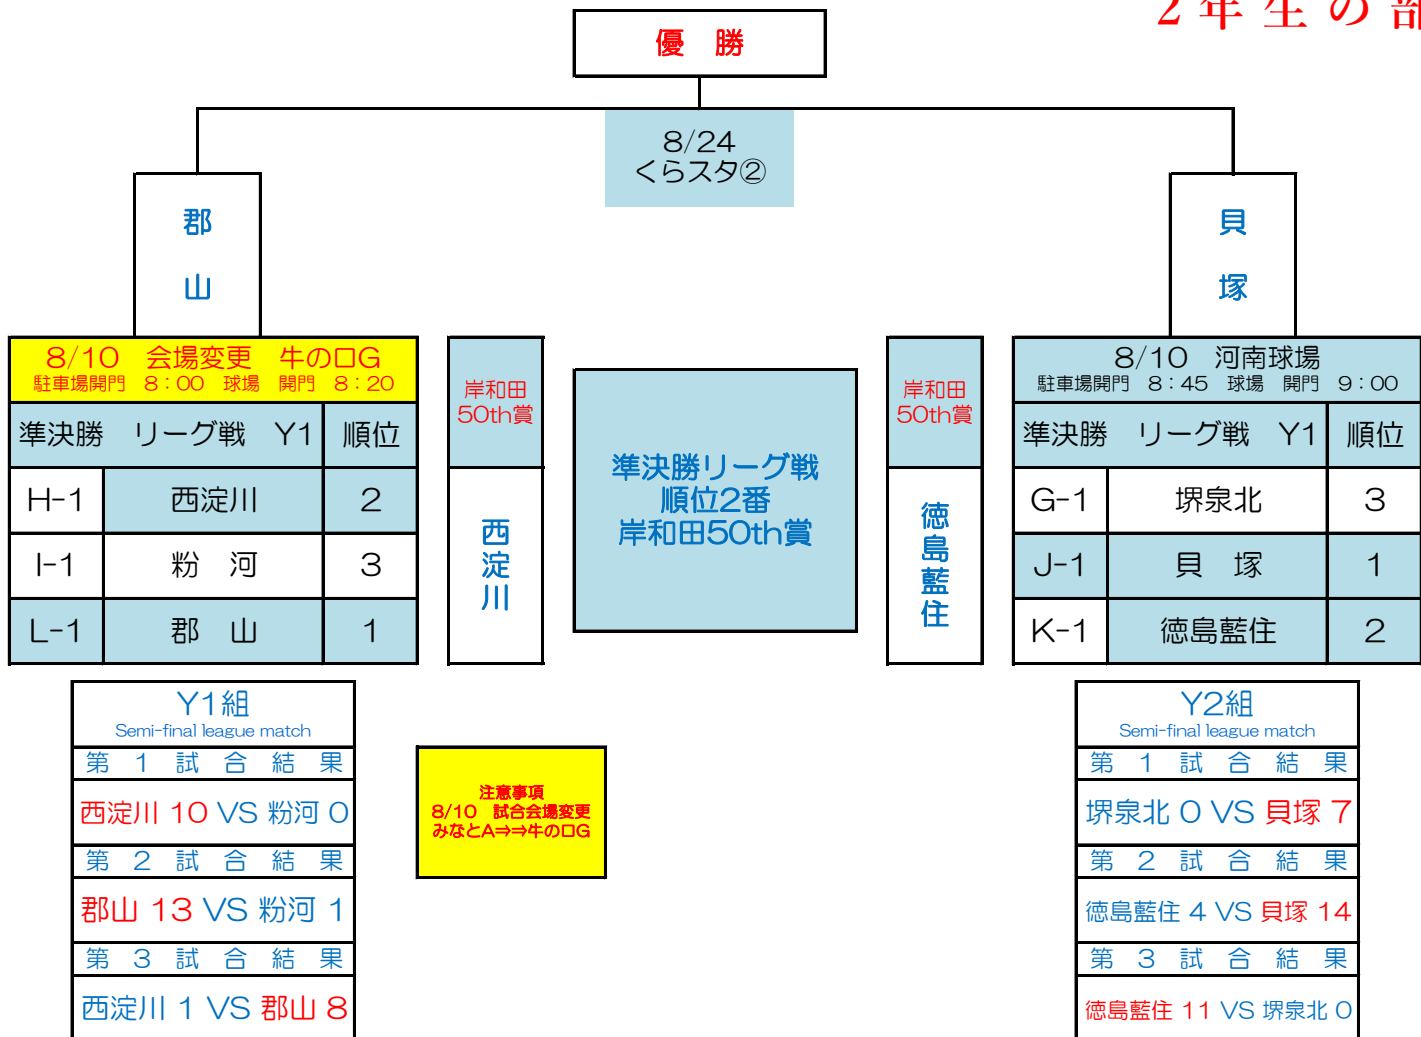 2年生の部
優 勝
8/24
くらスタ②
郡
山
貝
塚
8/10 会場変更 牛の口G
駐車場開門 8：00 球場 開門 8：20
準決勝 リーグ戦 Y1 順位
H-1 西淀川 2
I-1 粉 河 3
L-1 郡 山 1
岸和田
50th賞
西淀川
準決勝リーグ戦
順位2番
岸和田50th賞
岸和田
50th賞
徳島藍住
8/10 河南球場
駐車場開門 8：45 球場 開門 9：00
準決勝 リーグ戦 Y1 順位
G-1 堺泉北 3
J-1 貝 塚 1
K-1 徳島藍住 2
Y1組
Semi-final league match
第 1 試 合 結 果
西淀川 10 VS 粉河 0
第 2 試 合 結 果
郡山 13 VS 粉河 1
第 3 試 合 結 果
西淀川 1 VS 郡山 8
注意事項
8/10 試合会場変更
みなとA⇒⇒牛の口G
Y2組
Semi-final league match
第 1 試 合 結 果
堺泉北 0 VS 貝塚 7
第 2 試 合 結 果
徳島藍住 4 VS 貝塚 14
第 3 試 合 結 果
徳島藍住 11 VS 堺泉北 0